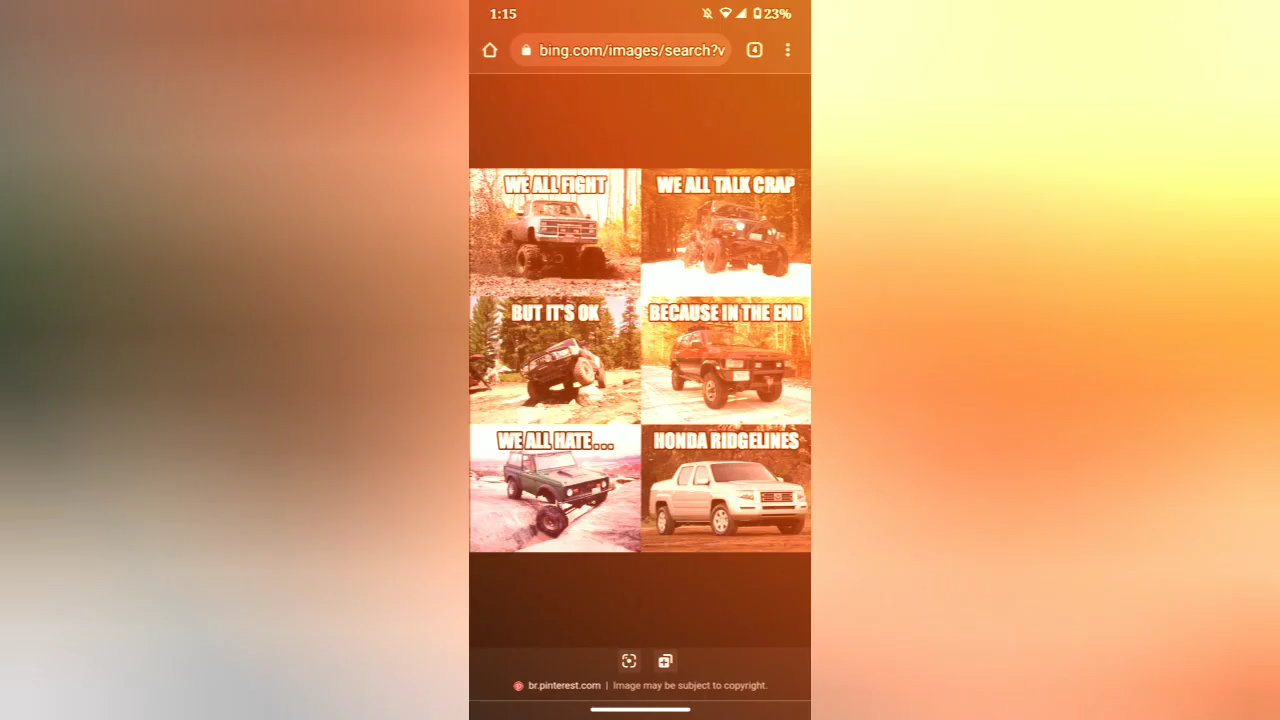 1:15
23%
bing.com/images/search?v
4
WE ALL FIGHT
WE ALL TALK CRAP
BUT IT'S OK
BECAUSE IN THE END
WE ALL HATE...
HONDA RIDGELINES
br.pinterest.com | Image may be subject to copyright.